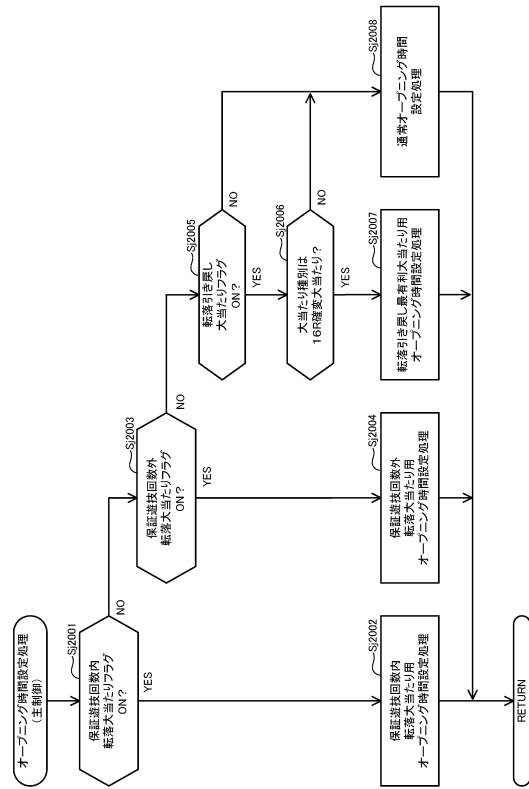 オープニング時間設定処理
(主制御)
Sj2001
保証遊技回数内
転落大当たりフラグ
ON?
NO
YES
Sj2003
保証遊技回数外
転落大当たりフラグ
ON?
NO
YES
Sj2005
転落引き戻し
大当たりフラグ
ON?
NO
YES
Sj2006
大当たり種別は
16R確変大当たり?
NO
YES
Sj2002
保証遊技回数内
転落大当たり用
オープニング時間設定処理
Sj2004
保証遊技回数外
転落大当たり用
オープニング時間設定処理
Sj2007
転落引き戻し最有利大当たり用
オープニング時間設定処理
Sj2008
通常オープニング時間
設定処理
RETURN